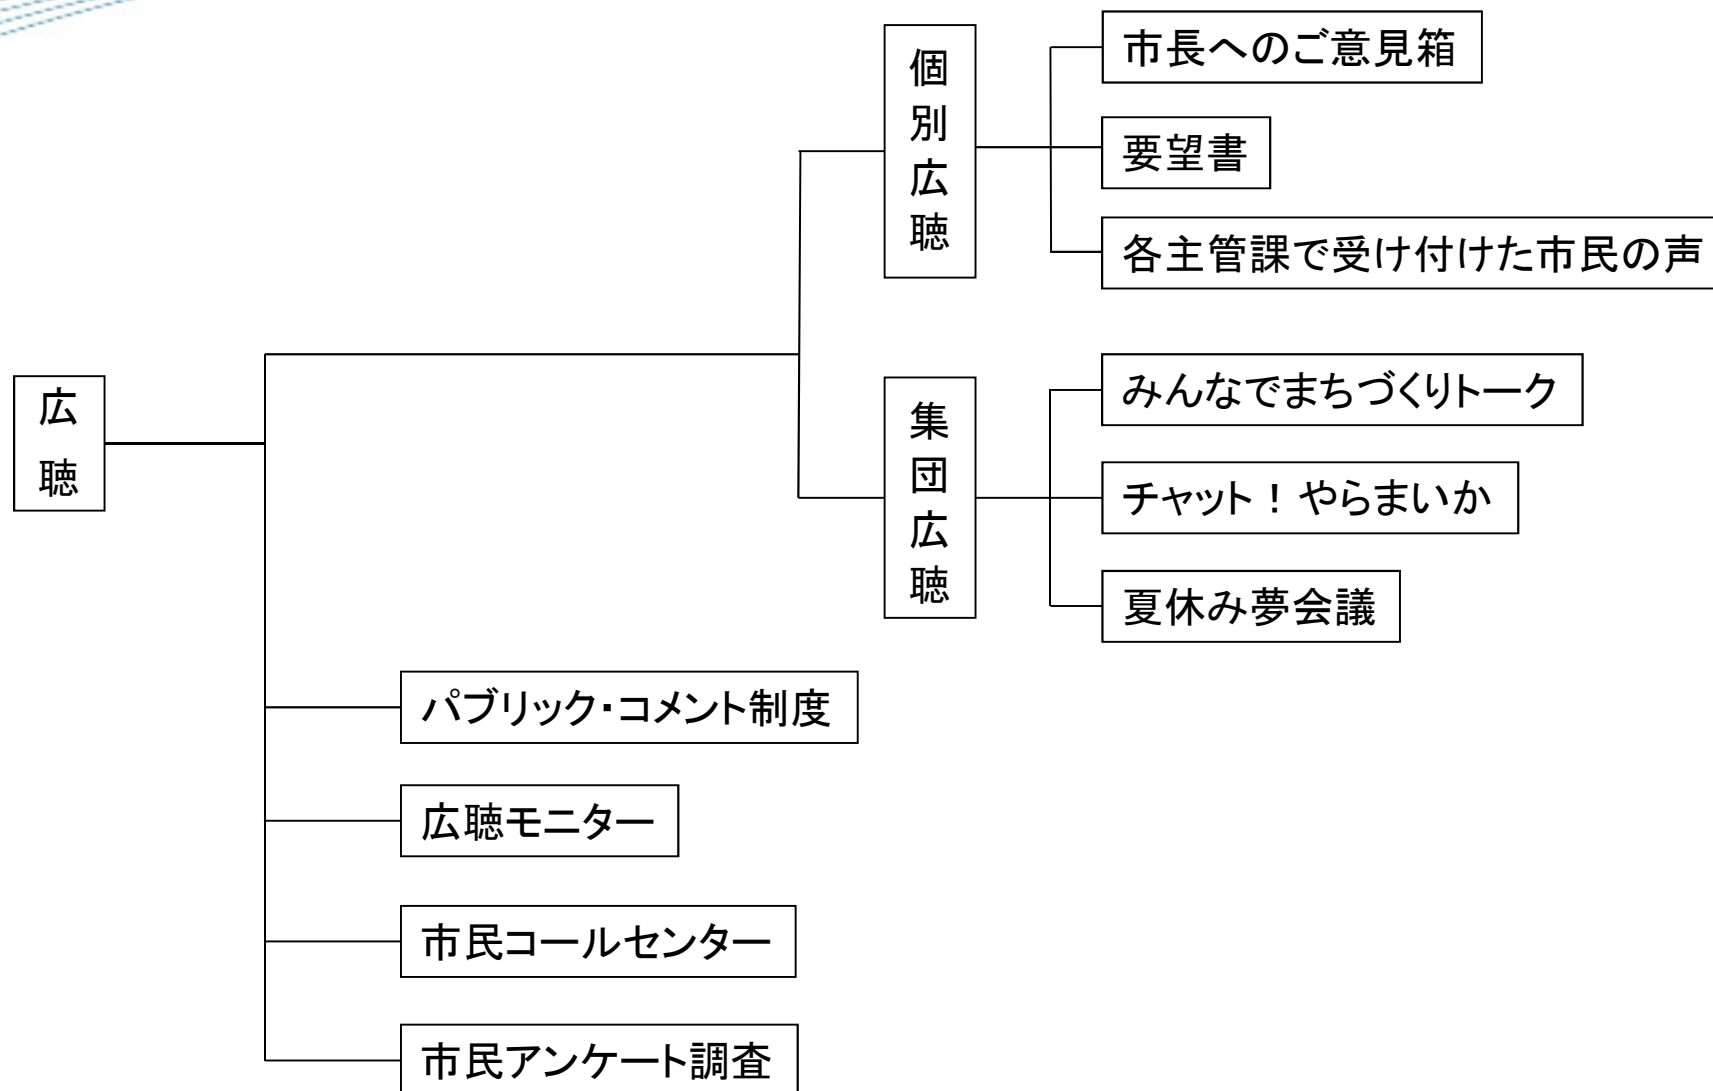 広聴
個別広聴
市長へのご意見箱
要望書
各主管課で受け付けた市民の声
集団広聴
みんなでまちづくりトーク
チャット！やらまいか
夏休み夢会議
パブリック・コメント制度
広聴モニター
市民コールセンター
市民アンケート調査